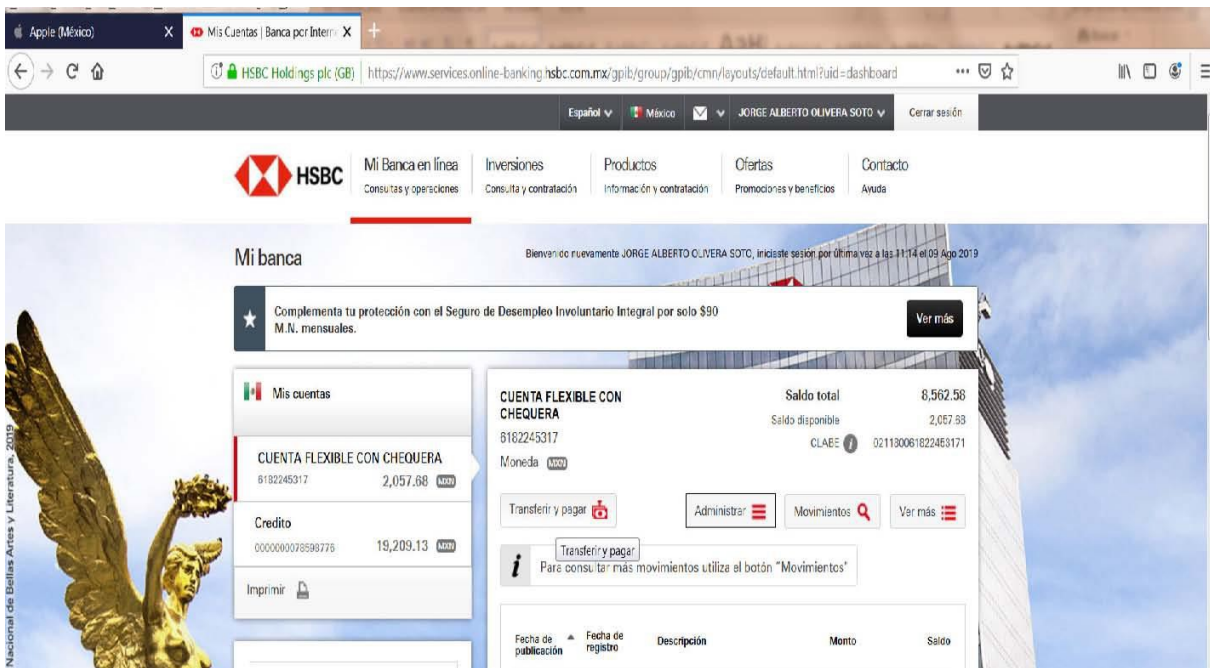 Apple (México) X
Mis Cuentas | Banca por Intern X
+
HSBC Holdings plc (GB) https://www.services.online-banking.hsbc.com.mx/gpib/group/gpib/cmn/layouts/default.html?uid=dashboard
Español México JORGE ALBERTO OLIVERA SOTO Cerrar sesión
HSBC
Mi Banca en línea
Consultas y operaciones
Inversiones
Consulta y contratación
Productos
Información y contratación
Ofertas
Promociones y beneficios
Contacto
Ayuda
Mi banca
Bienvenido nuevamente JORGE ALBERTO OLIVERA SOTO, iniciaste sesión por última vez a las 11:14 el 09 Ago 2019
Complementa tu protección con el Seguro de Desempleo Involuntario Integral por solo $90
M.N. mensuales.
Ver más
Mis cuentas
CUENTA FLEXIBLE CON CHEQUERA
6182245317 2,057.68 MXN
Credito
0000000078598776 19,209.13 MXN
Imprimir
CUENTA FLEXIBLE CON
CHEQUERA
6182245317
Moneda MXN
Saldo total 8,562.58
Saldo disponible 2,057.68
CLABE i
Transferir y pagar
Administrar
Movimientos
Ver más
Transferir y pagar
i Para consultar más movimientos utiliza el botón "Movimientos"
Fecha de
publicación
Fecha de
registro
Descripción
Monto
Saldo
Nacional de Bellas Artes y Literatura, 2019